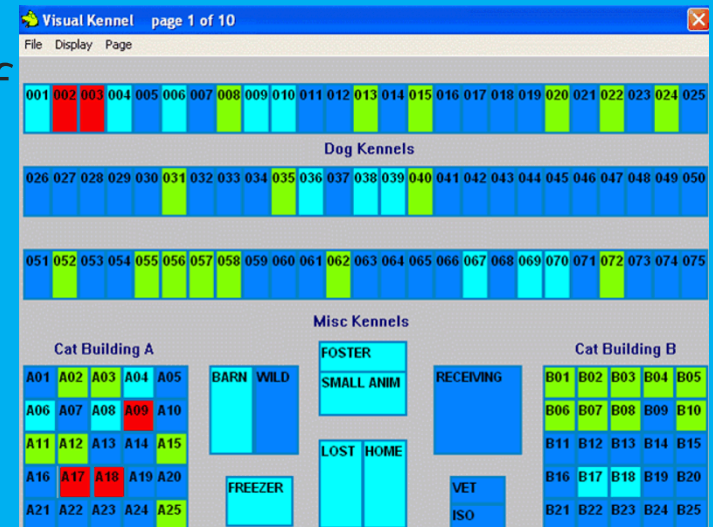 Visual Kennel page 1 of 10
File Display Page
001 002 003 004 005 006 007 008 009 010 011 012 013 014 015 016 017 018 019 020 021 022 023 024 025
Dog Kennels
026 027 028 029 030 031 032 033 034 035 036 037 038 039 040 041 042 043 044 045 046 047 048 049 050
051 052 053 054 055 056 057 058 059 060 061 062 063 064 065 066 067 068 069 070 071 072 073 074 075
Misc Kennels
Cat Building A
A01 A02 A03 A04 A05
A06 A07 A08 A09 A10
A11 A12 A13 A14 A15
A16 A17 A18 A19 A20
A21 A22 A23 A24 A25
BARN WILD
FREEZER
FOSTER
SMALL ANIM
LOST HOME
RECEIVING
VET
ISO
Cat Building B
B01 B02 B03 B04 B05
B06 B07 B08 B09 B10
B11 B12 B13 B14 B15
B16 B17 B18 B19 B20
B21 B22 B23 B24 B25